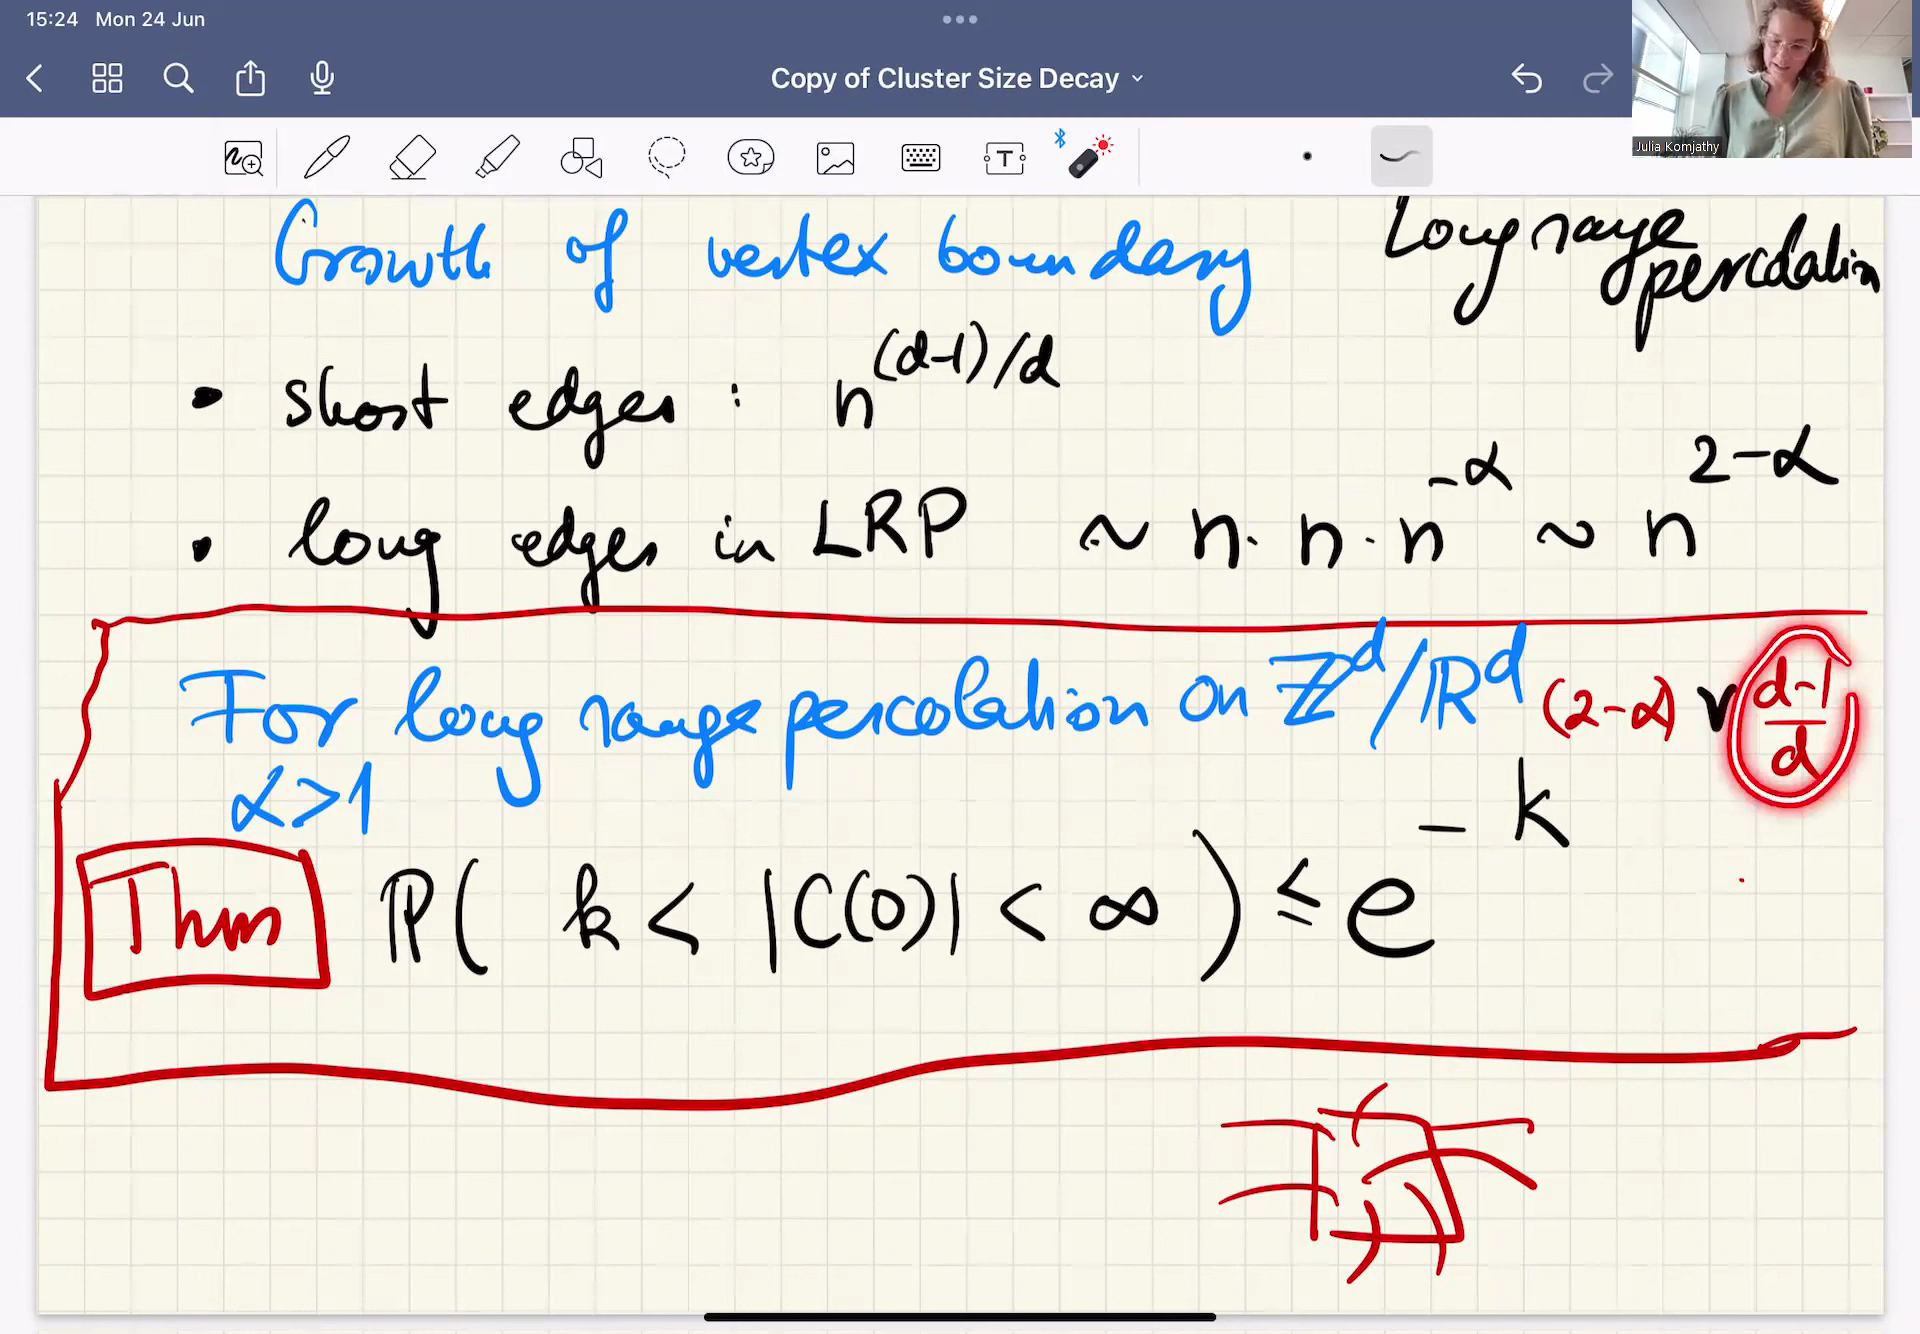 15:24 Mon 24 Jun
Copy of Cluster Size Decay
Julia Komjathy
Growth of vertex boundary
Long range
percolation
• short edges : n^{(d-1)/d}
• long edges in LRP ~ n · n · n^{-α} ~ n^{2-α}
For long range percolation on ℤ^d/ℝ^d
α>1
Thm ℙ( k < |C(0)| < ∞ ) ≤ e^{-k^{(2-α) ∨ \frac{d-1}{d}}}